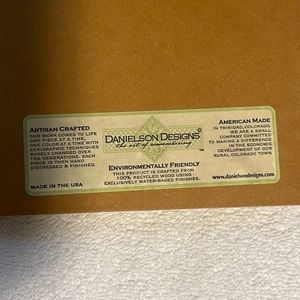 ARTISAN CRAFTED
OUR WORK COMES TO LIFE
ONE PIECE AT A TIME,
ONE COLOR AT A TIME WITH
SERIGRAPHIC TECHNIQUES
BARELY CHANGED OVER
THE GENERATIONS. EACH
PIECE IS THEN HAND
DISTRESSED & FINISHED.
MADE IN THE USA
DANIELSON DESIGNS
the art of remembering
ENVIRONMENTALLY FRIENDLY
THIS PRODUCT IS CRAFTED FROM
100% RECYCLED WOOD USING
EXCLUSIVELY WATER-BASED FINISHES.
AMERICAN MADE
IN TRINIDAD, COLORADO.
WE ARE A SMALL
COMPANY COMMITTED
TO MAKING A DIFFERENCE
IN THE ECONOMIC
DEVELOPMENT OF OUR
RURAL COLORADO TOWN.
www.danielsondesigns.com